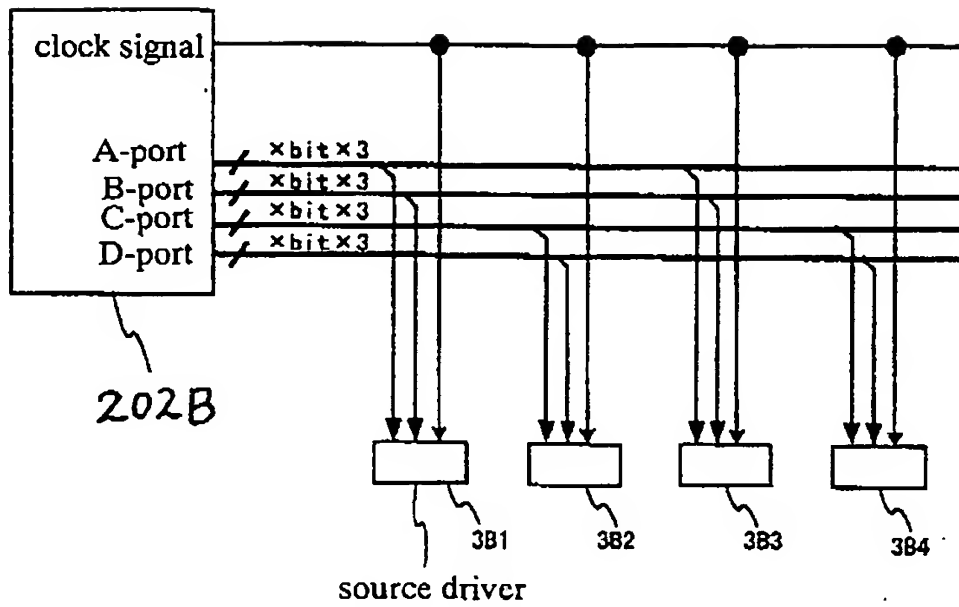 clock signal
A-port
×bit×3
B-port
×bit×3
C-port
×bit×3
D-port
×bit×3
202B
3B1
3B2
3B3
3B4
source driver